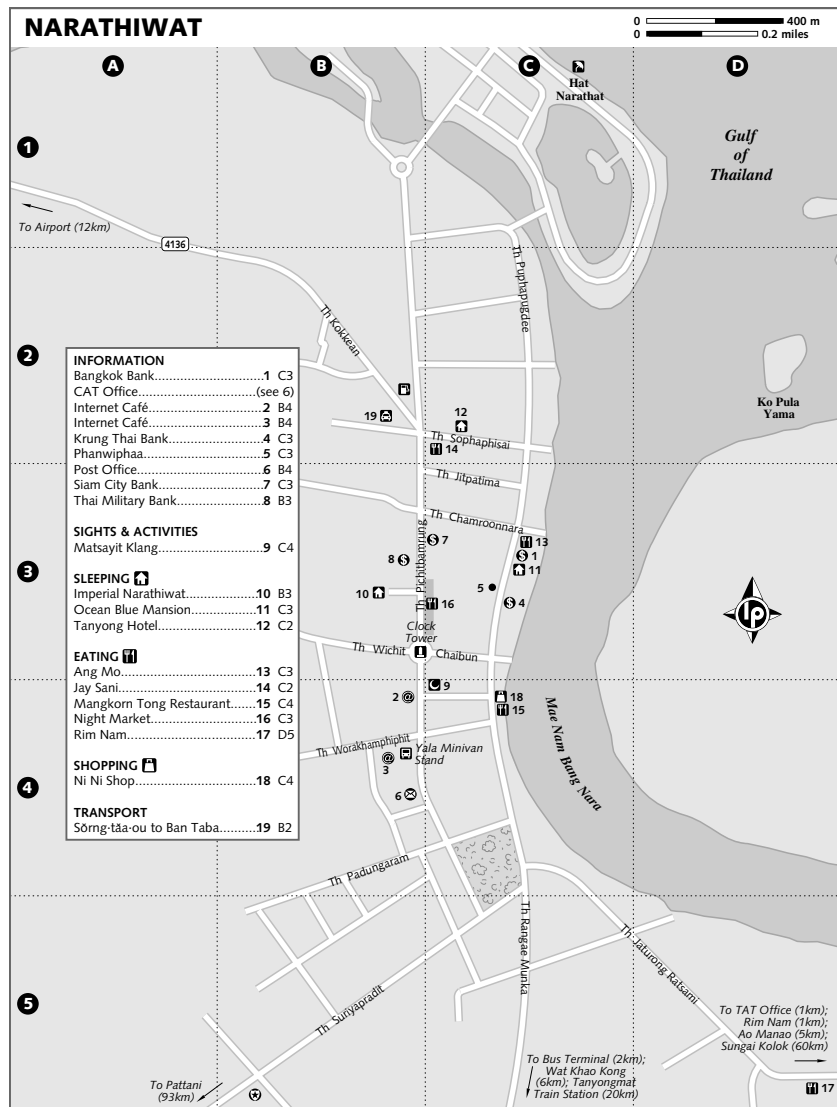 NARATHIWAT
0 400 m
0 0.2 miles
A
B
C
D
Hat
Narathat
Gulf
of
Thailand
1
To Airport (12km)
4136
Th Puphapugdee
Th Kokkean
2
Ko Pula
Yama
INFORMATION
Bangkok Bank 1 C3
CAT Office (see 6)
Internet Café 2 B4
Internet Café 3 B4
Krung Thai Bank 4 C3
Phanwiphaa 5 C3
Post Office 6 B4
Siam City Bank 7 C3
Thai Military Bank 8 B3
SIGHTS & ACTIVITIES
Matsayit Klang 9 C4
SLEEPING
Imperial Narathiwat 10 B3
Ocean Blue Mansion 11 C3
Tanyong Hotel 12 C2
EATING
Ang Mo 13 C3
Jay Sani 14 C2
Mangkorn Tong Restaurant 15 C4
Night Market 16 C3
Rim Nam 17 D5
SHOPPING
Ni Ni Shop 18 C4
TRANSPORT
Sŏrng·tăa·ou to Ban Taba 19 B2
19
12
Th Sophaphisai
14
Th Jitpatima
Th Chamroonnara
Th Pichitbamrung
7
13
8
1
11
3
10
5
16
4
lp
Clock
Tower
Th Wichit Chaibun
9
2
18
15
Mae Nam Bang Nara
Th Worakhamphiphit
Yala Minivan
Stand
3
6
4
Th Padungaram
Th Rangae Munka
Th Jaturong Ratsami
5
Th Suriyapradit
To TAT Office (1km);
Rim Nam (1km);
Ao Manao (5km);
Sungai Kolok (60km)
To Bus Terminal (2km);
Wat Khao Kong
(6km); Tanyongmat
Train Station (20km)
To Pattani
(93km)
17